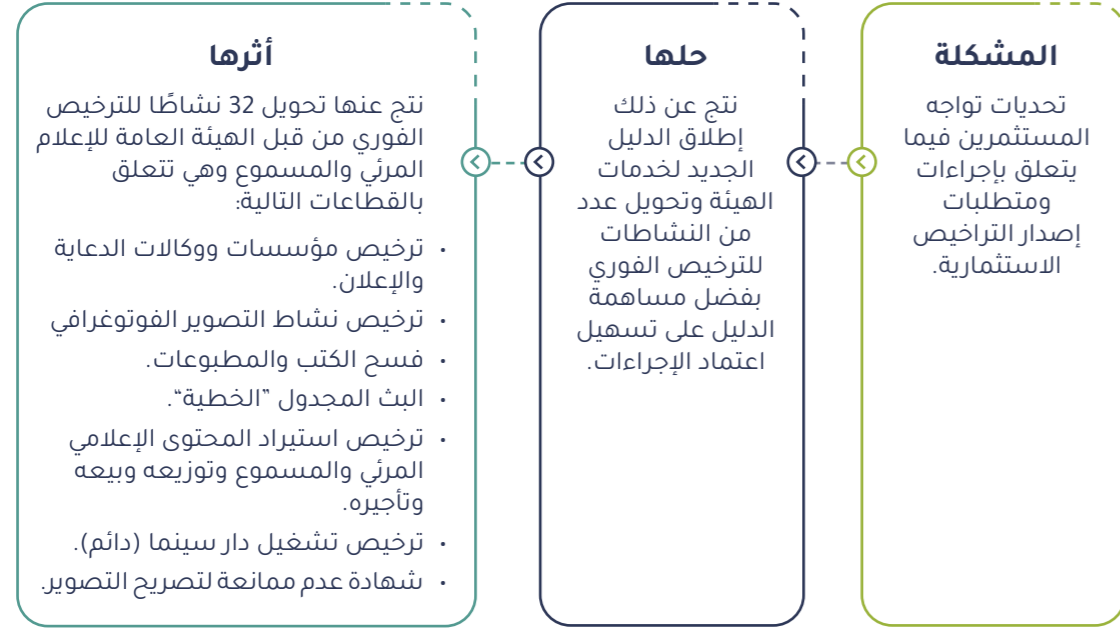 المشكلة
تحديات تواجه
المستثمرين فيما
يتعلق بإجراءات
ومتطلبات
إصدار التراخيص
الاستثمارية.
حلها
نتج عن ذلك
إطلاق الدليل
الجديد لخدمات
الهيئة وتحويل عدد
من النشاطات
للترخيص الفوري
بفضل مساهمة
الدليل على تسهيل
اعتماد الإجراءات.
أثرها
نتج عنها تحويل 32 نشاطًا للترخيص
الفوري من قبل الهيئة العامة للإعلام
المرئي والمسموع وهي تتعلق
بالقطاعات التالية:
• ترخيص مؤسسات ووكالات الدعاية
والإعلان.
• ترخيص نشاط التصوير الفوتوغرافي
• فسح الكتب والمطبوعات.
• البث المجدول ”الخطية“.
• ترخيص استيراد المحتوى الإعلامي
المرئي والمسموع وتوزيعه وبيعه
وتأجيره.
• ترخيص تشغيل دار سينما (دائم).
• شهادة عدم ممانعة لتصريح التصوير.